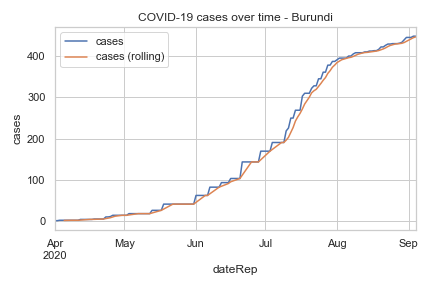 COVID-19 cases over time - Burundi
cases
cases (rolling)
400
300
200
100
0
cases
Apr May Jun Jul Aug Sep
2020
dateRep